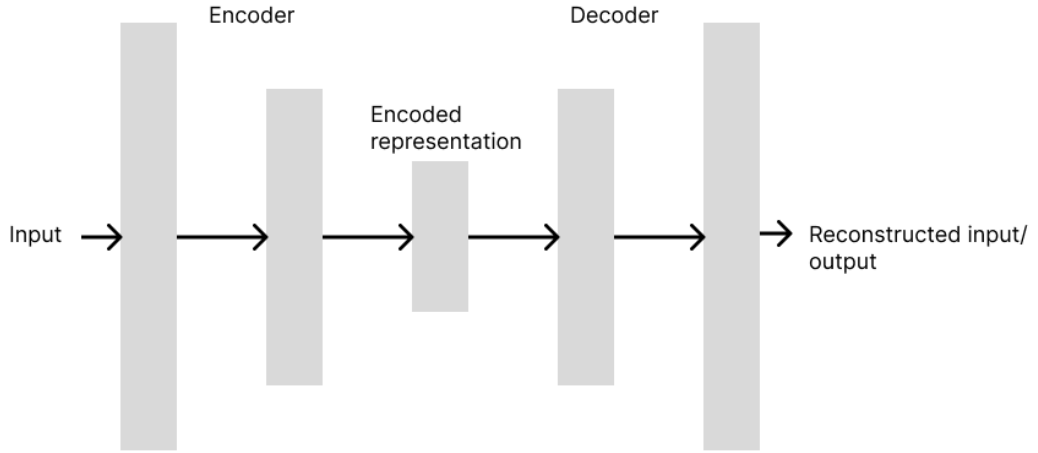 Encoder
Decoder
Encoded
representation
Input
Reconstructed input/
output